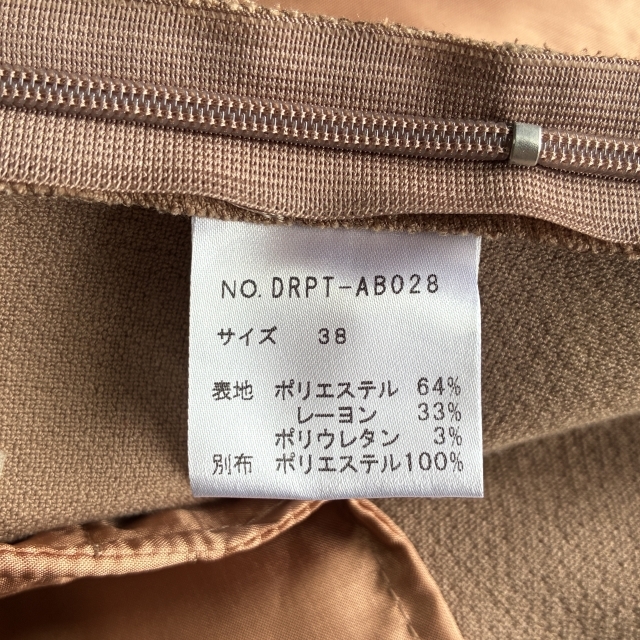 NO. DRPT-AB028
サイズ 38
表地 ポリエステル 64%
レーヨン 33%
ポリウレタン 3%
別布 ポリエステル100%